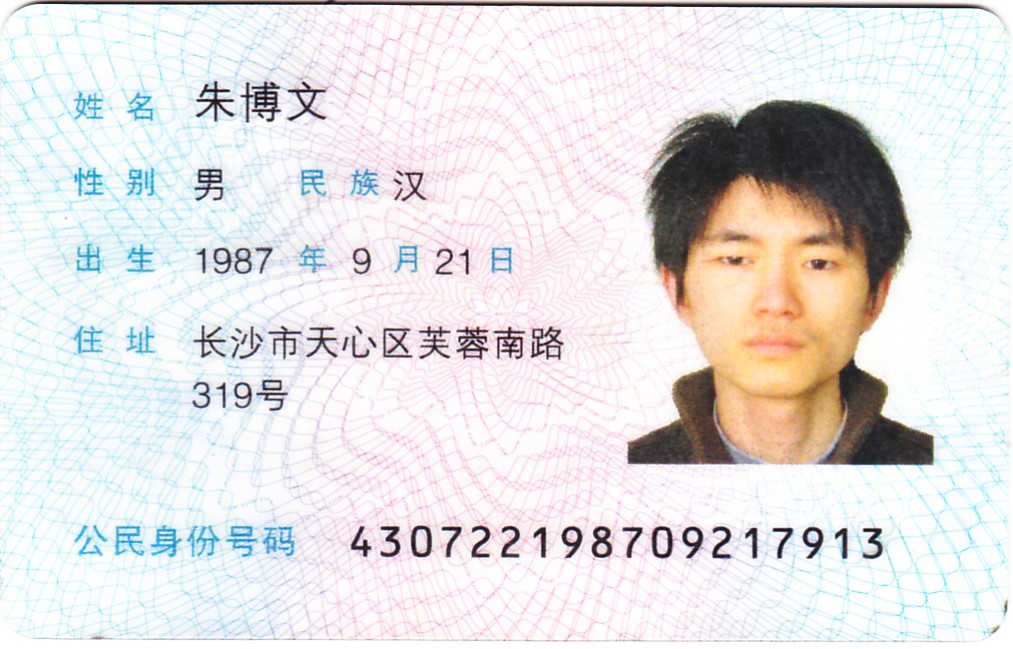 姓名 朱博文
性别 男 民族 汉
出生 1987 年 9 月 21 日
住址 长沙市天心区芙蓉南路
319号
公民身份号码 430722198709217913